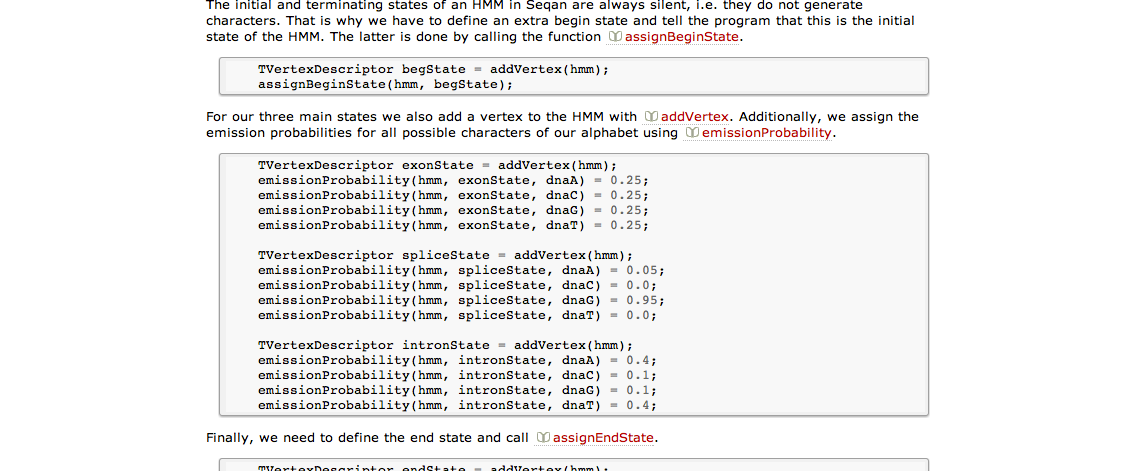 The initial and terminating states of an HMM in Seqan are always silent, i.e. they do not generate
characters. That is why we have to define an extra begin state and tell the program that this is the initial
state of the HMM. The latter is done by calling the function assignBeginState.
TVertexDescriptor begState = addVertex(hmm);
assignBeginState(hmm, begState);
For our three main states we also add a vertex to the HMM with addVertex. Additionally, we assign the
emission probabilities for all possible characters of our alphabet using emissionProbability.
TVertexDescriptor exonState = addVertex(hmm);
emissionProbability(hmm, exonState, dnaA) = 0.25;
emissionProbability(hmm, exonState, dnaC) = 0.25;
emissionProbability(hmm, exonState, dnaG) = 0.25;
emissionProbability(hmm, exonState, dnaT) = 0.25;
TVertexDescriptor spliceState = addVertex(hmm);
emissionProbability(hmm, spliceState, dnaA) = 0.05;
emissionProbability(hmm, spliceState, dnaC) = 0.0;
emissionProbability(hmm, spliceState, dnaG) = 0.95;
emissionProbability(hmm, spliceState, dnaT) = 0.0;
TVertexDescriptor intronState = addVertex(hmm);
emissionProbability(hmm, intronState, dnaA) = 0.4;
emissionProbability(hmm, intronState, dnaC) = 0.1;
emissionProbability(hmm, intronState, dnaG) = 0.1;
emissionProbability(hmm, intronState, dnaT) = 0.4;
Finally, we need to define the end state and call assignEndState.
TVertexDescriptor endState = addVertex(hmm);